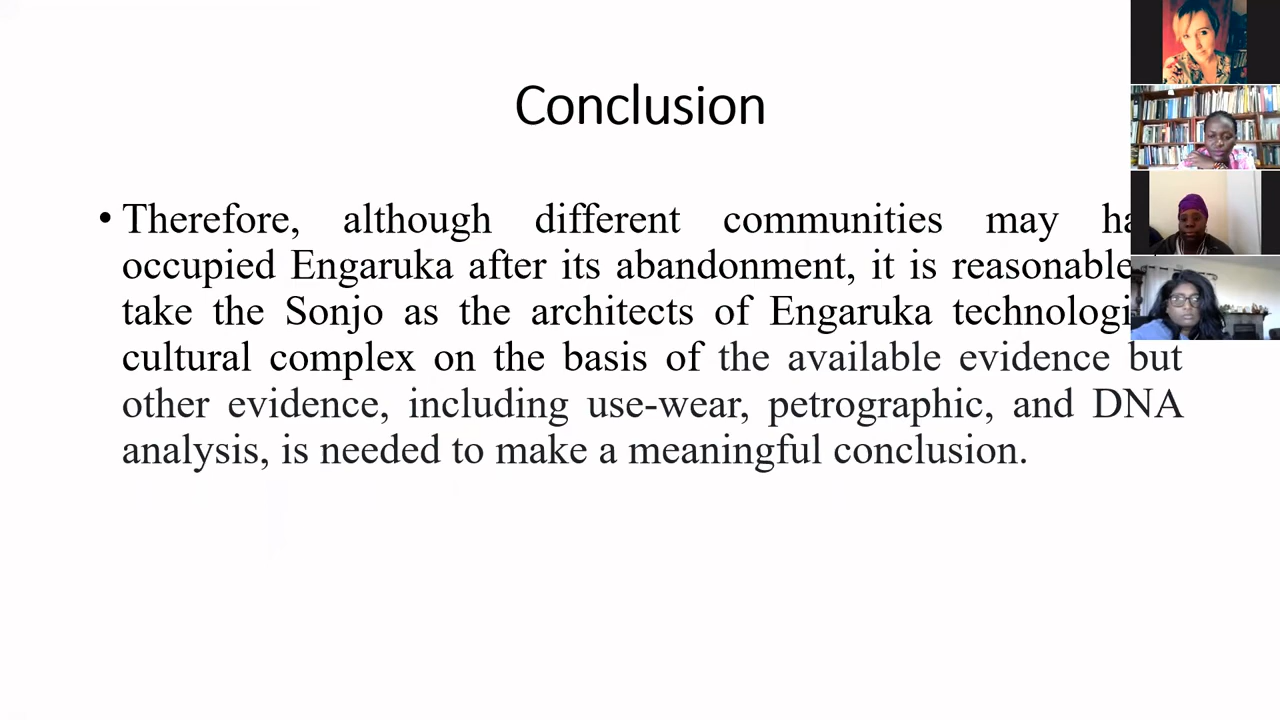 Conclusion
• Therefore, although different communities may
occupied Engaruka after its abandonment, it is reasonable
take the Sonjo as the architects of Engaruka
cultural complex on the basis of the available evidence but
other evidence, including use-wear, petrographic, and DNA
analysis, is needed to make a meaningful conclusion.